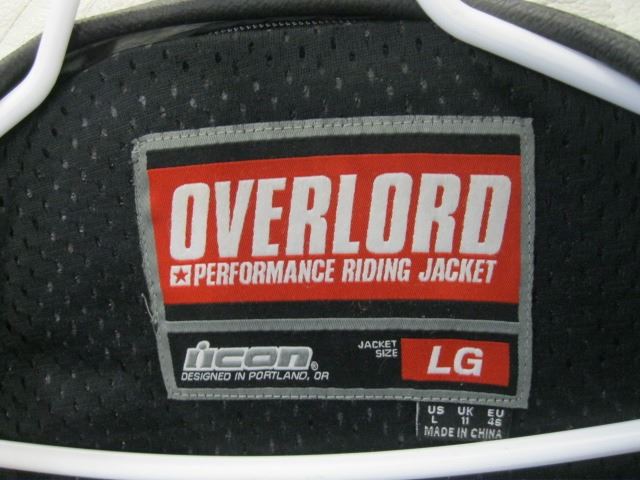 OVERLORD
PERFORMANCE RIDING JACKET
icon®
DESIGNED IN PORTLAND, OR
JACKET SIZE
LG
US UK EU
L 11 46
MADE IN CHINA